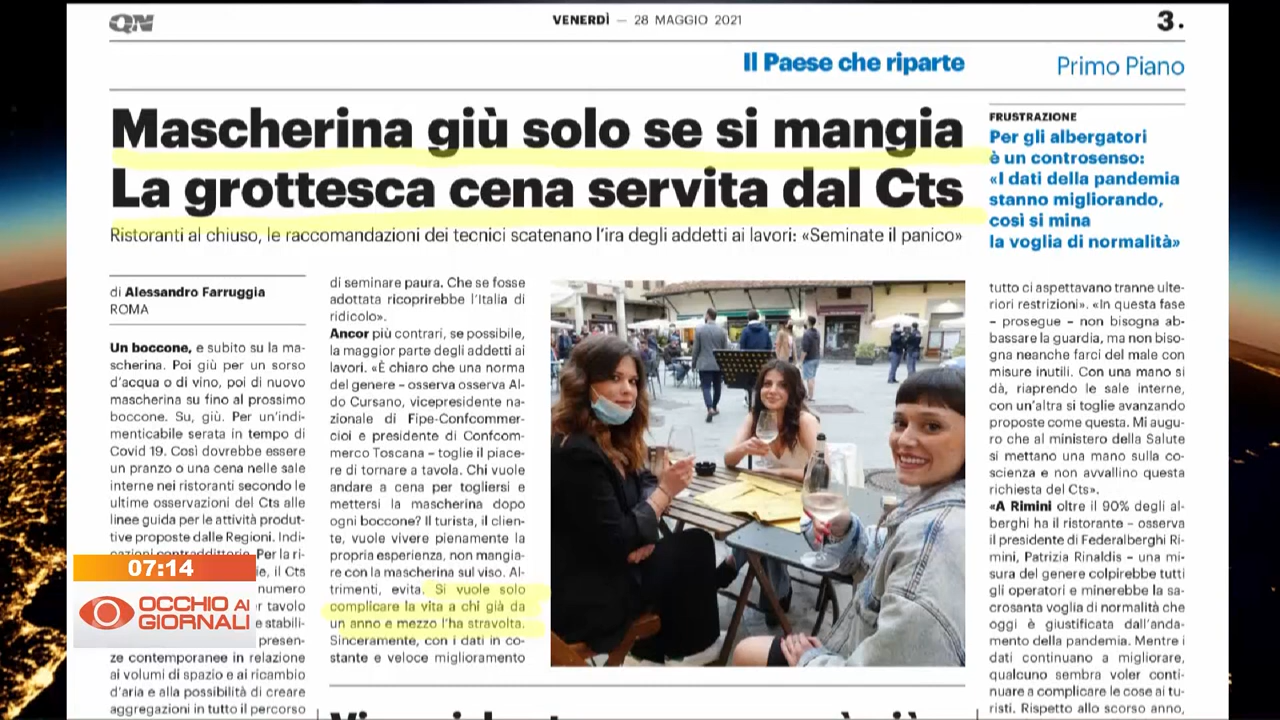 QN
VENERDÌ — 28 MAGGIO 2021
3.
Il Paese che riparte
Primo Piano
Mascherina giù solo se si mangia
La grottesca cena servita dal Cts
Ristoranti al chiuso, le raccomandazioni dei tecnici scatenano l'ira degli addetti ai lavori: «Seminate il panico»
FRUSTRAZIONE
Per gli albergatori
è un controsenso:
«I dati della pandemia
stanno migliorando,
così si mina
la voglia di normalità»
di Alessandro Farruggia
ROMA
Un boccone, e subito su la ma-
scherina. Poi giù per un sorso
d'acqua o di vino, poi di nuovo
mascherina su fino al prossimo
boccone. Su, giù. Per un'indi-
menticabile serata in tempo di
Covid 19. Così dovrebbe essere
un pranzo o una cena nelle sale
interne nei ristoranti secondo le
ultime osservazioni del Cts alle
linee guida per le attività produt-
tive proposte dalle Regioni. Indi-
cazioni contraddittorie. Per la ri-
il Cts
numero
tavolo
e stabili-
presen-
ze contemporanee in relazione
ai volumi di spazio e ai ricambio
d'aria e alla possibilità di creare
aggregazioni in tutto il percorso
di seminare paura. Che se fosse
adottata ricoprirebbe l'Italia di
ridicolo».
Ancor più contrari, se possibile,
la maggior parte degli addetti ai
lavori. «È chiaro che una norma
del genere – osserva osserva Al-
do Cursano, vicepresidente na-
zionale di Fipe-Confcommer-
cioi e presidente di Confcom-
merco Toscana – toglie il piace-
re di tornare a tavola. Chi vuole
andare a cena per togliersi e
mettersi la mascherina dopo
ogni boccone? Il turista, il clien-
te, vuole vivere pienamente la
propria esperienza, non mangia-
re con la mascherina sul viso. Al-
trimenti, evita. Si vuole solo
complicare la vita a chi già da
un anno e mezzo l'ha stravolta.
Sinceramente, con i dati in co-
stante e veloce miglioramento
tutto ci aspettavamo tranne ulte-
riori restrizioni». «In questa fase
– prosegue – non bisogna ab-
bassare la guardia, ma non biso-
gna neanche farci del male con
misure inutili. Con una mano si
dà, riaprendo le sale interne,
con un'altra si toglie avanzando
proposte come questa. Mi augu-
ro che al ministero della Salute
si mettano una mano sulla co-
scienza e non avvallino questa
richiesta del Cts».
«A Rimini oltre il 90% degli al-
berghi ha il ristorante – osserva
il presidente di Federalberghi Ri-
mini, Patrizia Rinaldis – una mi-
sura del genere colpirebbe tutti
gli operatori e minerebbe la sa-
crosanta voglia di normalità che
oggi è giustificata dall'anda-
mento della pandemia. Mentre i
dati continuano a migliorare,
qualcuno sembra voler conti-
nuare a complicare le cose ai tu-
risti. Rispetto allo scorso anno,
07:14
OCCHIO AI
GIORNALI